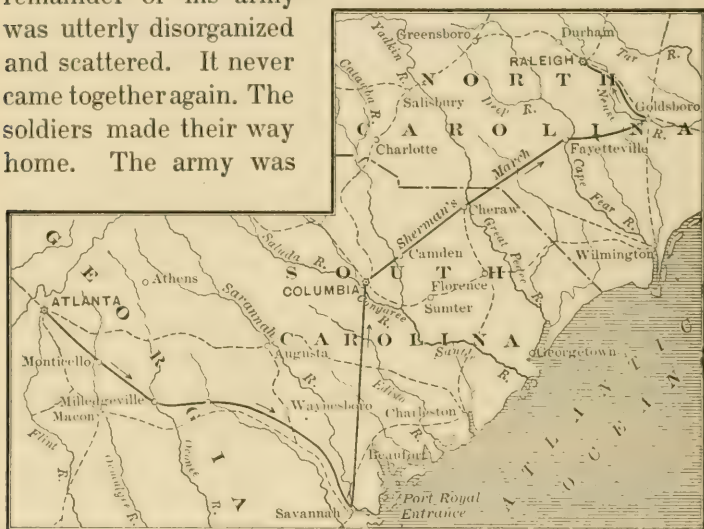 remainder of his army
was utterly disorganized
and scattered. It never
came together again. The
soldiers made their way
home. The army was
Greensboro
Durham
Yadkin R.
RALEIGH
Tar R.
NORTH
Catawba R.
Neuse R.
Salisbury
Deep R.
Goldsboro
CAROLINA
Charlotte
Fayetteville
Sherman's March
Cape Fear R.
Cheraw
Great Pedee R.
GEORGIA
Saluda R.
Camden
Wilmington
Athens
SOUTH
ATLANTA
Savannah R.
COLUMBIA
Florence
Congaree R.
Sumter
CAROLINA
Monticello
Augusta
Santee R.
Georgetown
Milledgeville
Waynesboro
Edisto R.
Charleston
Macon
Flint R.
Ocmulgee R.
Oconee R.
Beaufort
ATLANTIC OCEAN
Savannah
Port Royal
Entrance